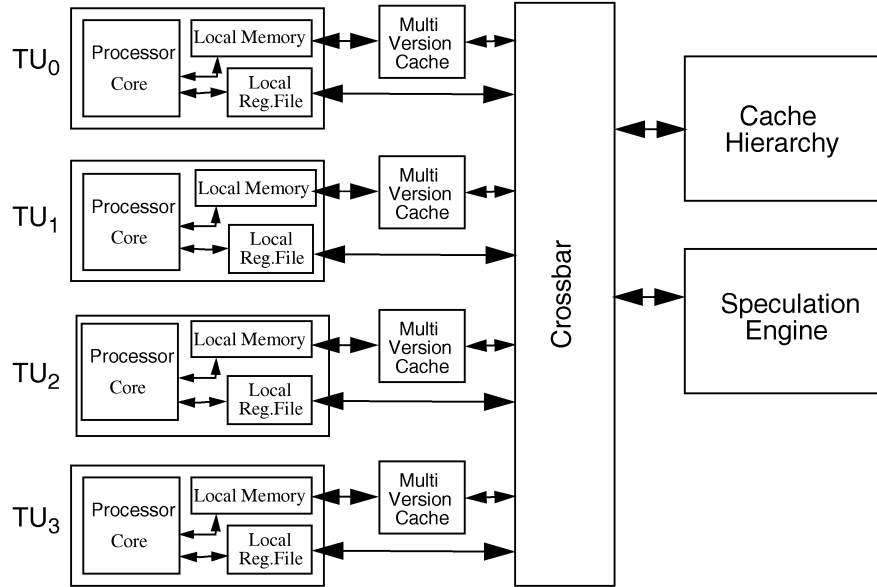 TU0
Processor
Core
Local Memory
Local
Reg.File
Multi
Version
Cache
TU1
Processor
Core
Local Memory
Local
Reg.File
Multi
Version
Cache
TU2
Processor
Core
Local Memory
Local
Reg.File
Multi
Version
Cache
TU3
Processor
Core
Local Memory
Local
Reg.File
Multi
Version
Cache
Crossbar
Cache
Hierarchy
Speculation
Engine